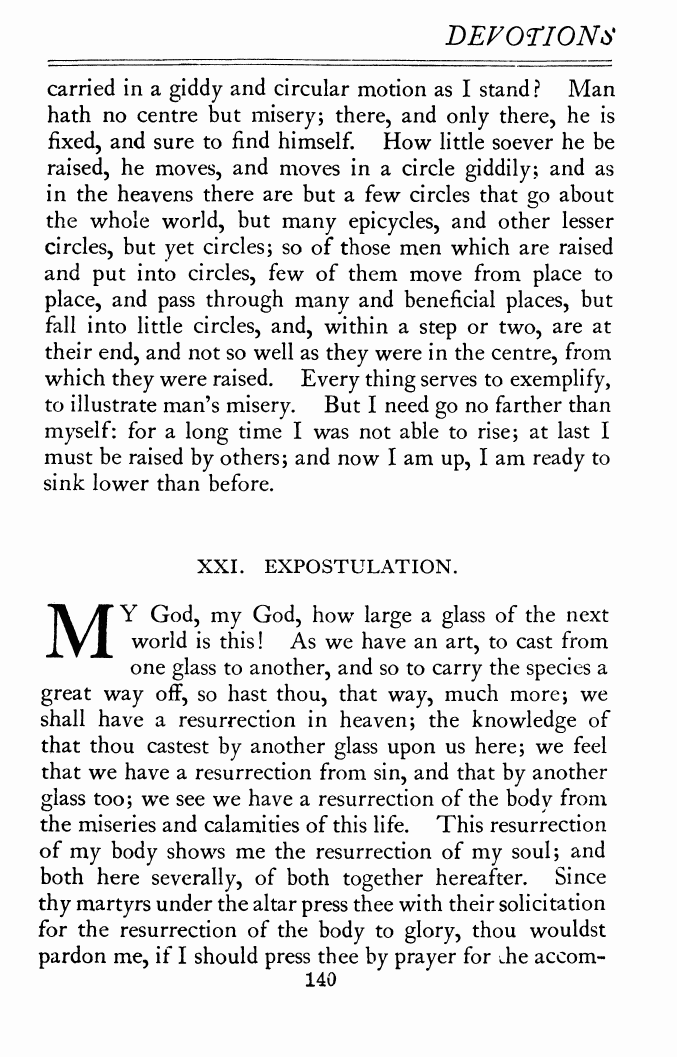 DEVOTIONS
carried in a giddy and circular motion as I stand? Man
hath no centre but misery; there, and only there, he is
fixed, and sure to find himself. How little soever he be
raised, he moves, and moves in a circle giddily; and as
in the heavens there are but a few circles that go about
the whole world, but many epicycles, and other lesser
circles, but yet circles; so of those men which are raised
and put into circles, few of them move from place to
place, and pass through many and beneficial places, but
fall into little circles, and, within a step or two, are at
their end, and not so well as they were in the centre, from
which they were raised. Every thing serves to exemplify,
to illustrate man's misery. But I need go no farther than
myself: for a long time I was not able to rise; at last I
must be raised by others; and now I am up, I am ready to
sink lower than before.
XXI. EXPOSTULATION.
MY God, my God, how large a glass of the next
world is this! As we have an art, to cast from
one glass to another, and so to carry the species a
great way off, so hast thou, that way, much more; we
shall have a resurrection in heaven; the knowledge of
that thou castest by another glass upon us here; we feel
that we have a resurrection from sin, and that by another
glass too; we see we have a resurrection of the body from
the miseries and calamities of this life. This resurrection
of my body shows me the resurrection of my soul; and
both here severally, of both together hereafter. Since
thy martyrs under the altar press thee with their solicitation
for the resurrection of the body to glory, thou wouldst
pardon me, if I should press thee by prayer for the accom-
140